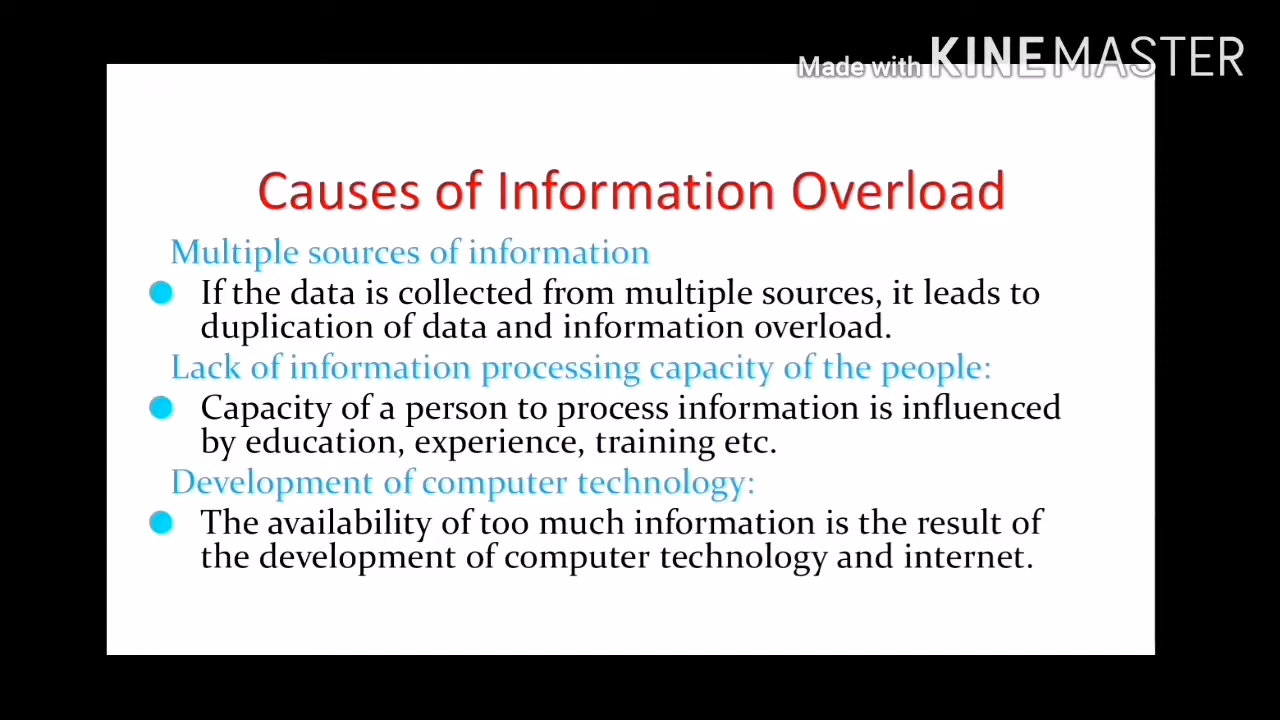 Made with KINEMASTER
Causes of Information Overload
Multiple sources of information
If the data is collected from multiple sources, it leads to
duplication of data and information overload.
Lack of information processing capacity of the people:
Capacity of a person to process information is influenced
by education, experience, training etc.
Development of computer technology:
The availability of too much information is the result of
the development of computer technology and internet.